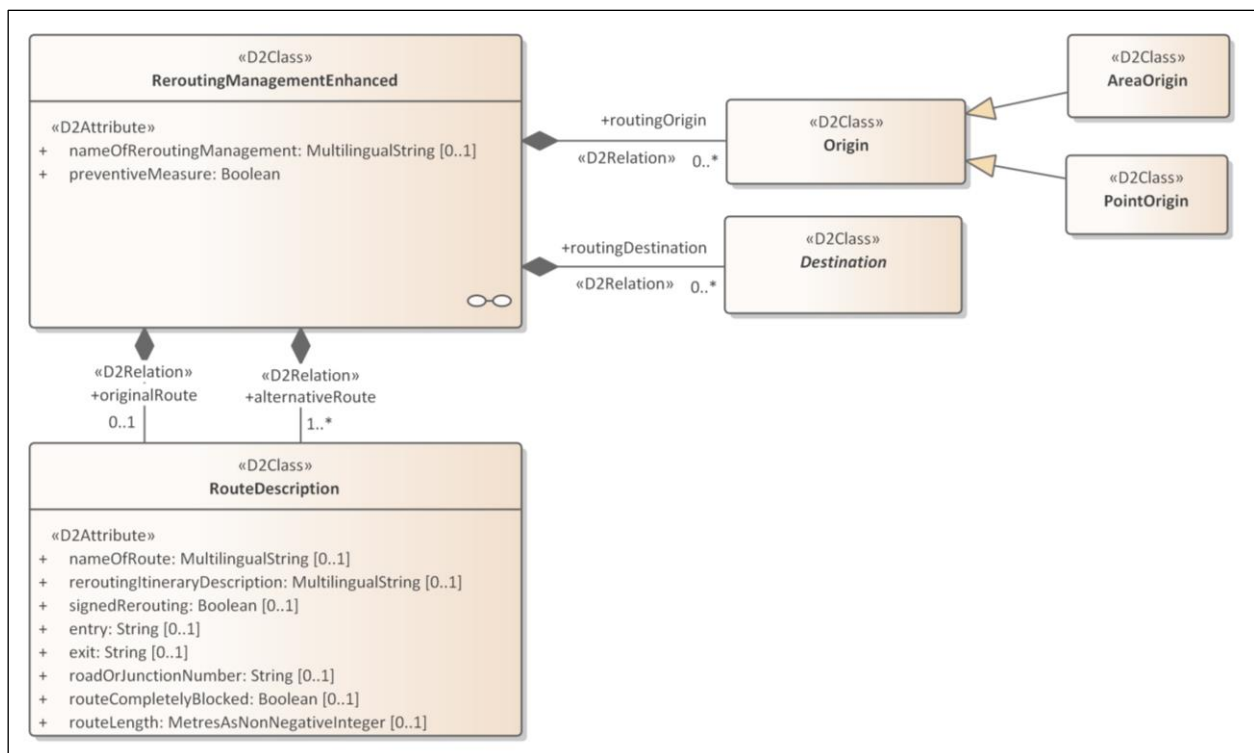 «D2Class»
ReroutingManagementEnhanced
«D2Attribute»
+ nameOfReroutingManagement: MultilingualString [0..1]
+ preventiveMeasure: Boolean
+routingOrigin
«D2Relation» 0..*
«D2Class»
Origin
«D2Class»
AreaOrigin
«D2Class»
PointOrigin
+routingDestination
«D2Relation» 0..*
«D2Class»
Destination
«D2Relation»
+originalRoute
0..1
«D2Relation»
+alternativeRoute
1..*
«D2Class»
RouteDescription
«D2Attribute»
+ nameOfRoute: MultilingualString [0..1]
+ reroutingItineraryDescription: MultilingualString [0..1]
+ signedRerouting: Boolean [0..1]
+ entry: String [0..1]
+ exit: String [0..1]
+ roadOrJunctionNumber: String [0..1]
+ routeCompletelyBlocked: Boolean [0..1]
+ routeLength: MetresAsNonNegativeInteger [0..1]